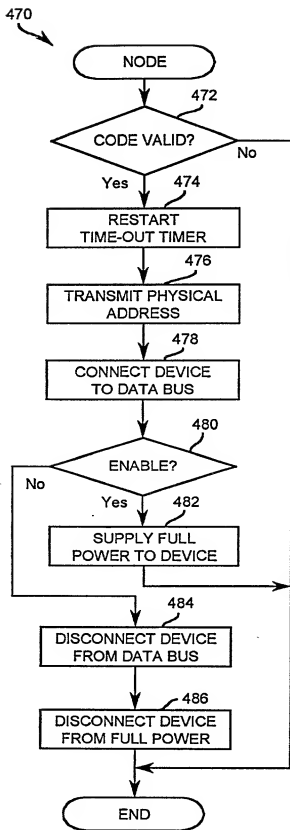 470
NODE
472
CODE VALID?
No
Yes
474
RESTART
TIME-OUT TIMER
476
TRANSMIT PHYSICAL
ADDRESS
478
CONNECT DEVICE
TO DATA BUS
480
ENABLE?
No
Yes
482
SUPPLY FULL
POWER TO DEVICE
484
DISCONNECT DEVICE
FROM DATA BUS
486
DISCONNECT DEVICE
FROM FULL POWER
END